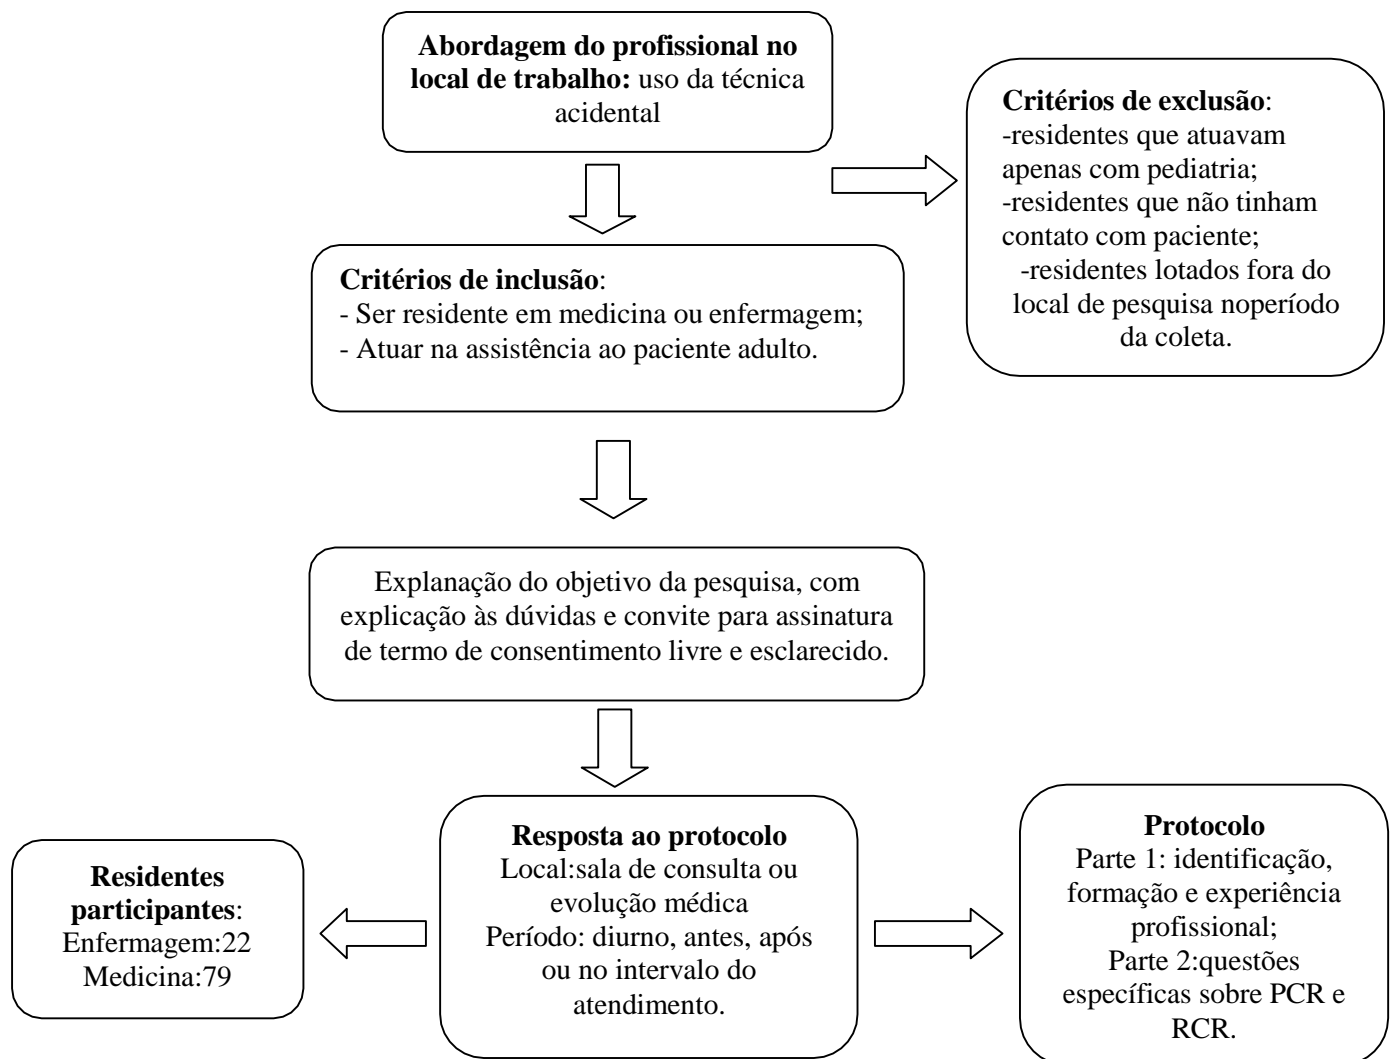 Abordagem do profissional no
local de trabalho: uso da técnica
acidental
Critérios de exclusão:
-residentes que atuavam
apenas com pediatria;
-residentes que não tinham
contato com paciente;
-residentes lotados fora do
local de pesquisa noperíodo
da coleta.
Critérios de inclusão:
- Ser residente em medicina ou enfermagem;
- Atuar na assistência ao paciente adulto.
Explanação do objetivo da pesquisa, com
explicação às dúvidas e convite para assinatura
de termo de consentimento livre e esclarecido.
Residentes
participantes:
Enfermagem:22
Medicina:79
Resposta ao protocolo
Local:sala de consulta ou
evolução médica
Período: diurno, antes, após
ou no intervalo do
atendimento.
Protocolo
Parte 1: identificação,
formação e experiência
profissional;
Parte 2:questões
específicas sobre PCR e
RCR.